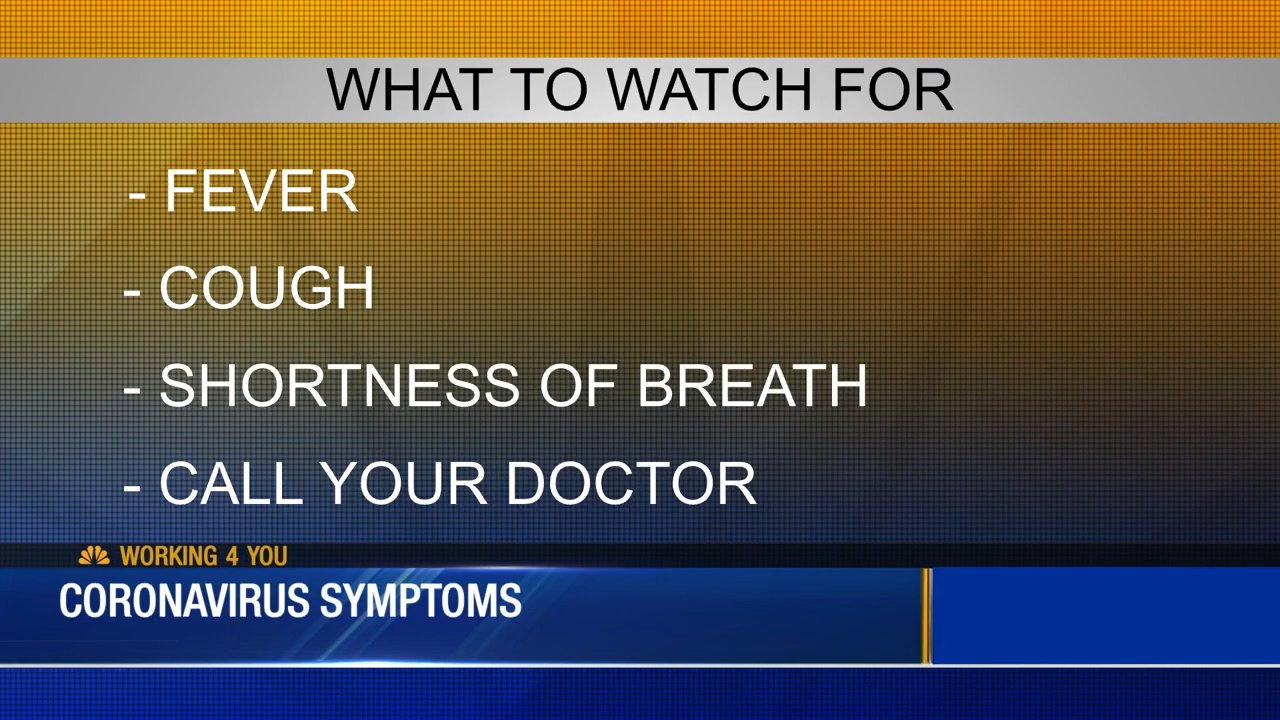 WHAT TO WATCH FOR
- FEVER
- COUGH
- SHORTNESS OF BREATH
- CALL YOUR DOCTOR
WORKING 4 YOU
CORONAVIRUS SYMPTOMS